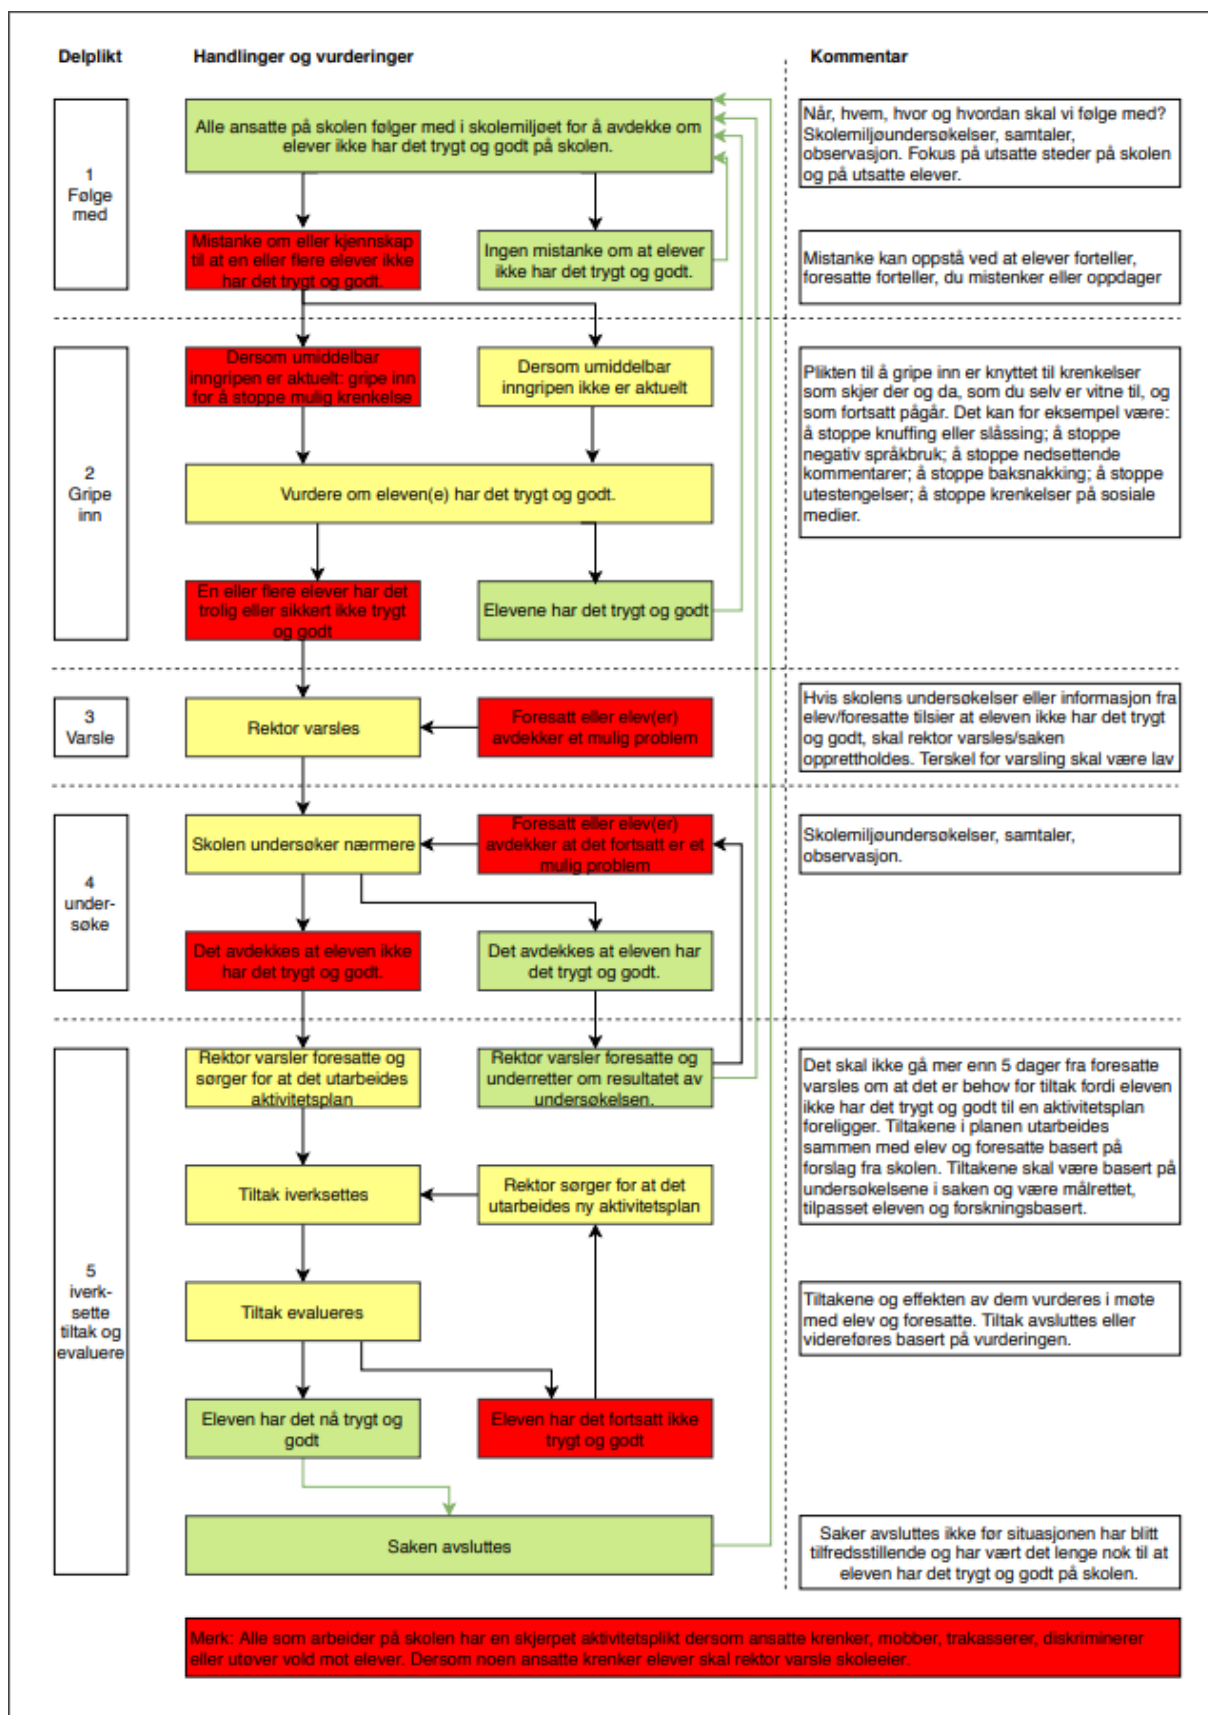 Delplikt
Handlinger og vurderinger
Kommentar
1
Følge
med
Alle ansatte på skolen følger med i skolemiljøet for å avdekke om
elever ikke har det trygt og godt på skolen.
Når, hvem, hvor og hvordan skal vi følge med?
Skolemiljøundersøkelser, samtaler,
observasjon. Fokus på utsatte steder på skolen
og på utsatte elever.
Mistanke om eller kjennskap
til at en eller flere elever ikke
har det trygt og godt.
Ingen mistanke om at elever
ikke har det trygt og godt.
Mistanke kan oppstå ved at elever forteller,
foresatte forteller, du mistenker eller oppdager
2
Gripe
inn
Dersom umiddelbar
inngripen er aktuelt: gripe inn
for å stoppe mulig krenkelse
Dersom umiddelbar
inngripen ikke er aktuelt
Plikten til å gripe inn er knyttet til krenkelser
som skjer der og da, som du selv er vitne til, og
som fortsatt pågår. Det kan for eksempel være:
å stoppe knuffing eller slåssing; å stoppe
negativ språkbruk; å stoppe nedsettende
kommentarer; å stoppe baksnakking; å stoppe
utestengelser; å stoppe krenkelser på sosiale
medier.
Vurdere om eleven(e) har det trygt og godt.
En eller flere elever har det
trolig eller sikkert ikke trygt
og godt
Elevene har det trygt og godt
3
Varsle
Rektor varsles
Foresatt eller elev(er)
avdekker et mulig problem
Hvis skolens undersøkelser eller informasjon fra
elev/foresatte tilsier at eleven ikke har det trygt
og godt, skal rektor varsles/saken
opprettholdes. Terskel for varsling skal være lav
4
under-
søke
Skolen undersøker nærmere
Foresatt eller elev(er)
avdekker at det fortsatt er et
mulig problem
Skolemiljøundersøkelser, samtaler,
observasjon.
Det avdekkes at eleven ikke
har det trygt og godt.
Det avdekkes at eleven har
det trygt og godt.
5
iverk-
sette
tiltak og
evaluere
Rektor varsler foresatte og
sørger for at det utarbeides
aktivitetsplan
Rektor varsler foresatte og
underretter om resultatet av
undersøkelsen.
Det skal ikke gå mer enn 5 dager fra foresatte
varsles om at det er behov for tiltak fordi eleven
ikke har det trygt og godt til en aktivitetsplan
foreligger. Tiltakene i planen utarbeides
sammen med elev og foresatte basert på
forslag fra skolen. Tiltakene skal være basert på
undersøkelsene i saken og være målrettet,
tilpasset eleven og forskningsbasert.
Tiltak iverksettes
Rektor sørger for at det
utarbeides ny aktivitetsplan
Tiltak evalueres
Tiltakene og effekten av dem vurderes i møte
med elev og foresatte. Tiltak avsluttes eller
videreføres basert på vurderingen.
Eleven har det nå trygt og
godt
Eleven har det fortsatt ikke
trygt og godt
Saken avsluttes
Saker avsluttes ikke før situasjonen har blitt
tilfredsstillende og har vært det lenge nok til at
eleven har det trygt og godt på skolen.
Merk: Alle som arbeider på skolen har en skjerpet aktivitetsplikt dersom ansatte krenker, mobber, trakasserer, diskriminerer
eller utøver vold mot elever. Dersom noen ansatte krenker elever skal rektor varsle skoleeier.